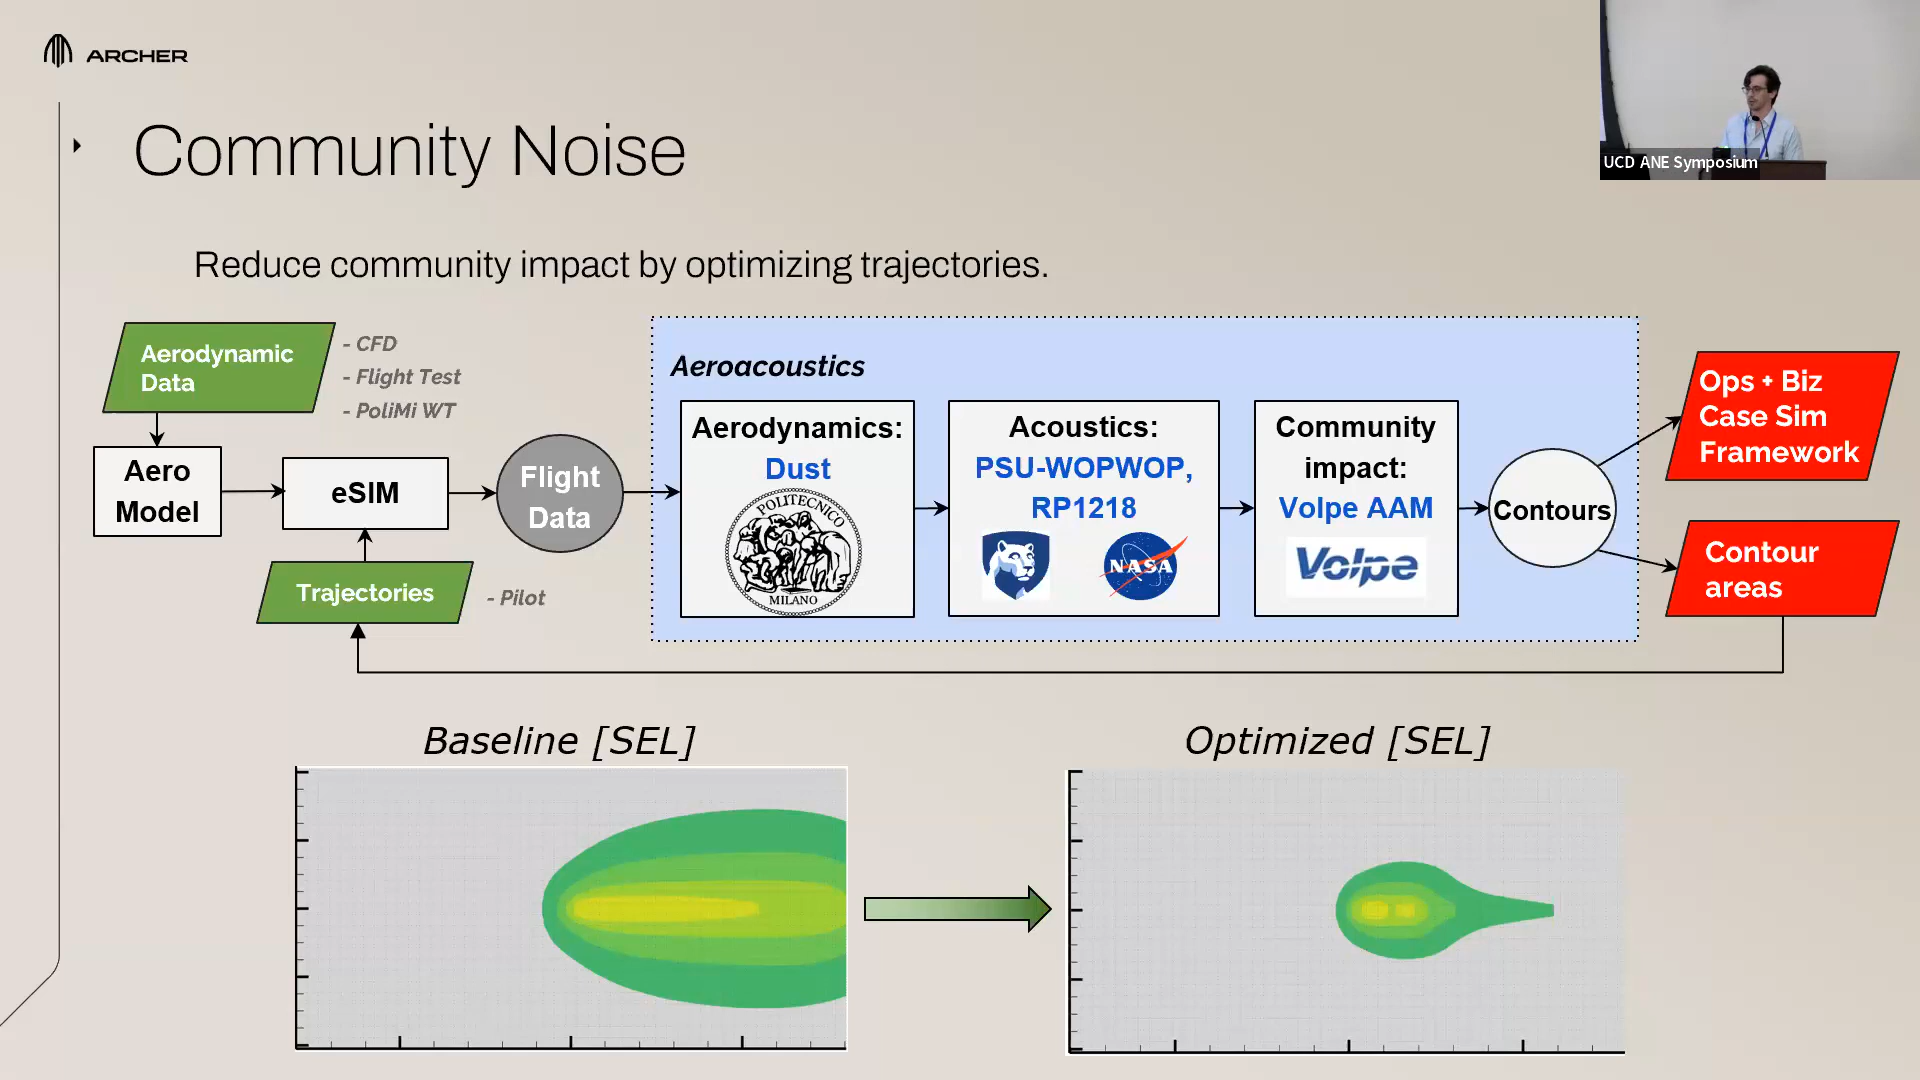 ARCHER
UCD ANE Symposium
Community Noise
Reduce community impact by optimizing trajectories.
Aerodynamic
Data
- CFD
- Flight Test
- PoliMi WT
Aero
Model
eSIM
Trajectories
- Pilot
Flight
Data
Aeroacoustics
Aerodynamics:
Dust
POLITECNICO
MILANO
Acoustics:
PSU-WOPWOP,
RP1218
NASA
Community
impact:
Volpe AAM
Volpe
Contours
Ops + Biz
Case Sim
Framework
Contour
areas
Baseline [SEL]
Optimized [SEL]